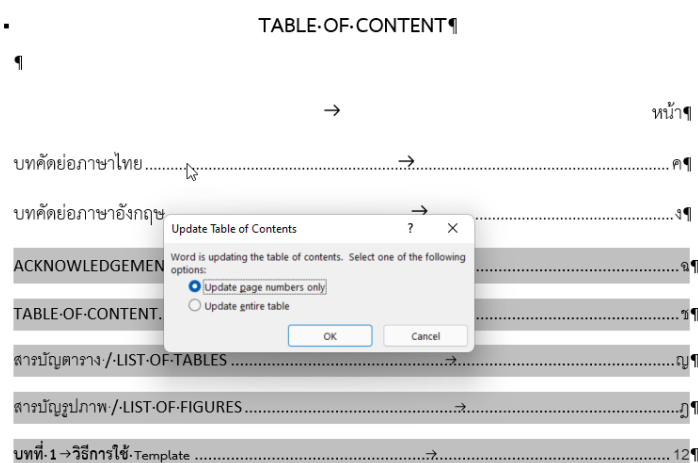 TABLE OF CONTENT
หน้า
บทคัดย่อภาษาไทย ค
บทคัดย่อภาษาอังกฤษ ง
Update Table of Contents ? X
Word is updating the table of contents. Select one of the following options:
Update page numbers only
Update entire table
OK Cancel
ACKNOWLEDGEMEN ฉ
TABLE OF CONTENT. ซ
สารบัญตาราง / LIST OF TABLES ญ
สารบัญรูปภาพ / LIST OF FIGURES ฎ
บทที่ 1 วิธีการใช้ Template 12